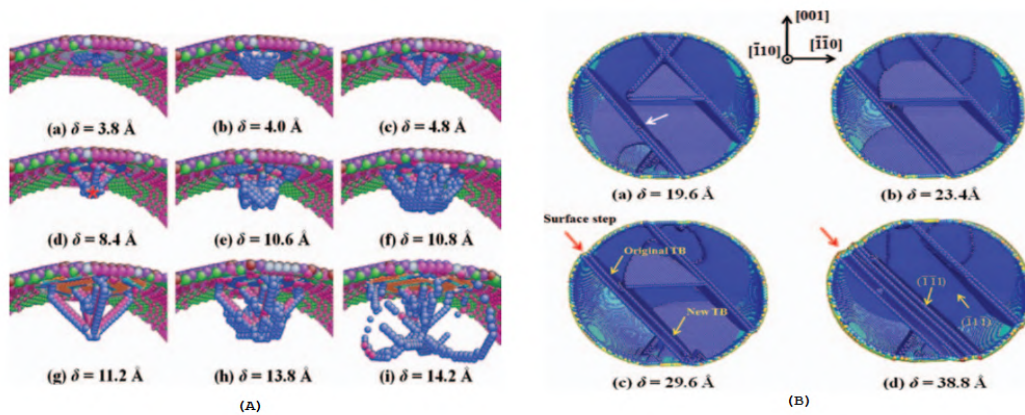 (a) δ = 3.8 Å
(b) δ = 4.0 Å
(c) δ = 4.8 Å
(d) δ = 8.4 Å
(e) δ = 10.6 Å
(f) δ = 10.8 Å
(g) δ = 11.2 Å
(h) δ = 13.8 Å
(i) δ = 14.2 Å
(A)
[001]
[1̄10]
[1̄1̄0]
(a) δ = 19.6 Å
(b) δ = 23.4Å
Surface step
Original TB
New TB
(1̄1̄1)
(c) δ = 29.6 Å
(d) δ = 38.8 Å
(B)